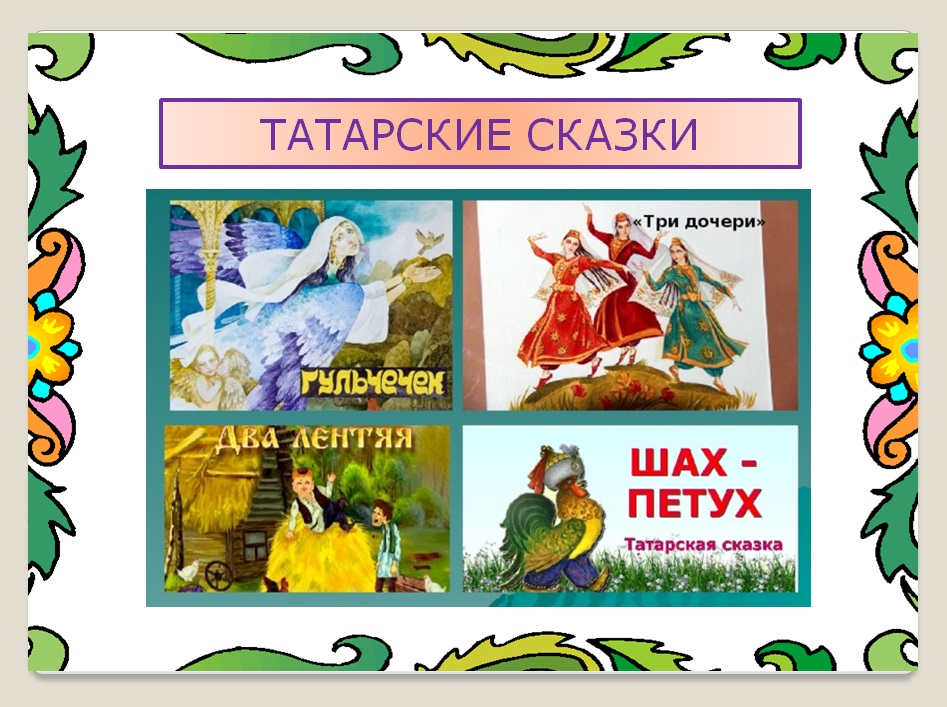 ТАТАРСКИЕ СКАЗКИ
«Три дочери»
ГУЛЬЧЕЧЕК
ДВА ЛЕНТЯЯ
ШАХ -
ПЕТУХ
Татарская сказка